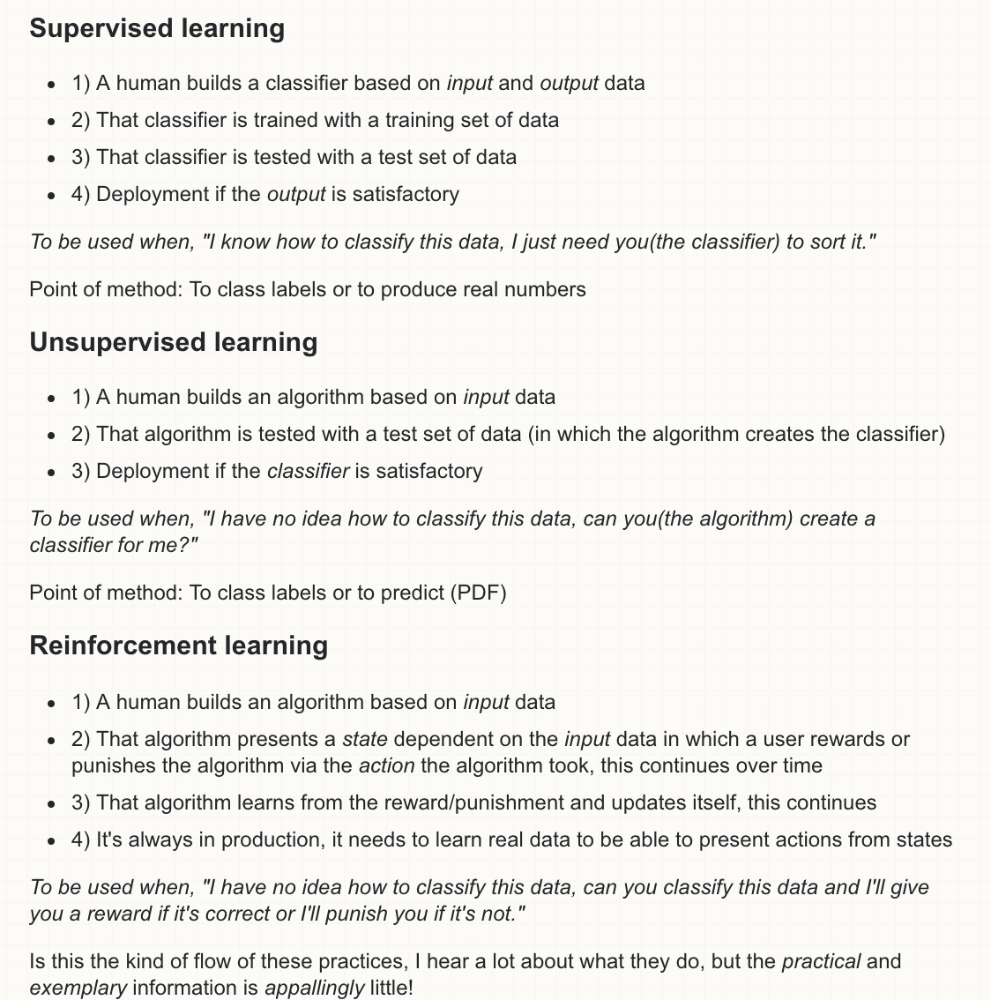 Supervised learning
• 1) A human builds a classifier based on input and output data
• 2) That classifier is trained with a training set of data
• 3) That classifier is tested with a test set of data
• 4) Deployment if the output is satisfactory
To be used when, "I know how to classify this data, I just need you(the classifier) to sort it."
Point of method: To class labels or to produce real numbers
Unsupervised learning
• 1) A human builds an algorithm based on input data
• 2) That algorithm is tested with a test set of data (in which the algorithm creates the classifier)
• 3) Deployment if the classifier is satisfactory
To be used when, "I have no idea how to classify this data, can you(the algorithm) create a
classifier for me?"
Point of method: To class labels or to predict (PDF)
Reinforcement learning
• 1) A human builds an algorithm based on input data
• 2) That algorithm presents a state dependent on the input data in which a user rewards or
punishes the algorithm via the action the algorithm took, this continues over time
• 3) That algorithm learns from the reward/punishment and updates itself, this continues
• 4) It's always in production, it needs to learn real data to be able to present actions from states
To be used when, "I have no idea how to classify this data, can you classify this data and I'll give
you a reward if it's correct or I'll punish you if it's not."
Is this the kind of flow of these practices, I hear a lot about what they do, but the practical and
exemplary information is appallingly little!